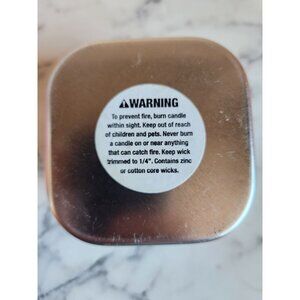 ⚠WARNING
To prevent fire, burn candle
within sight. Keep out of reach
of children and pets. Never burn
a candle on or near anything
that can catch fire. Keep wick
trimmed to 1/4". Contains zinc
or cotton core wicks.